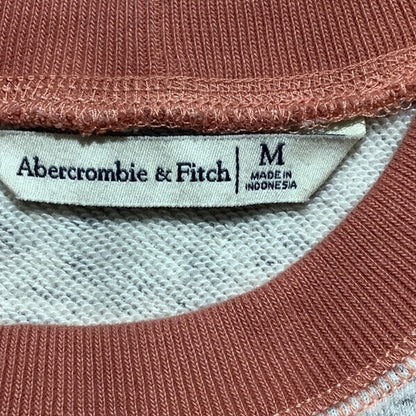 Abercrombie & Fitch
M
MADE IN
INDONESIA